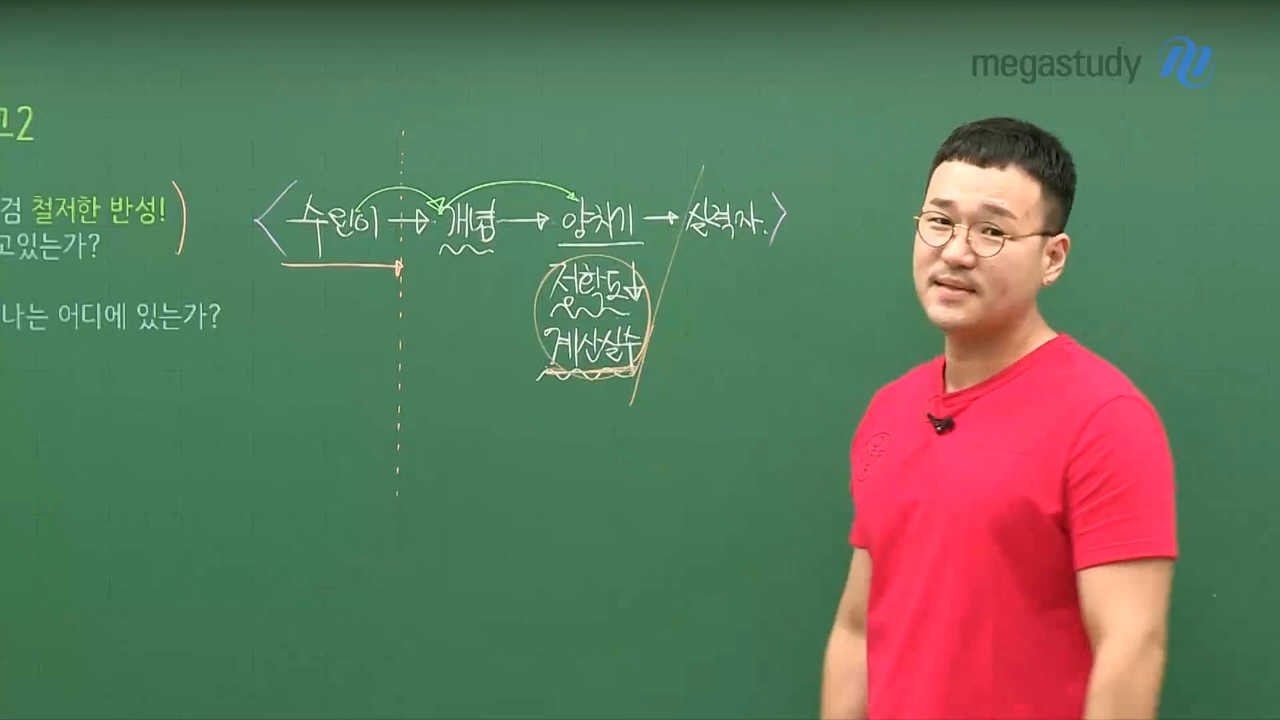 megastudy
고2
검 철저한 반성!
고있는가?
나는 어디에 있는가?
수린이 → 개념 → 양치기 → 실력자.
정확도↓
계산실수